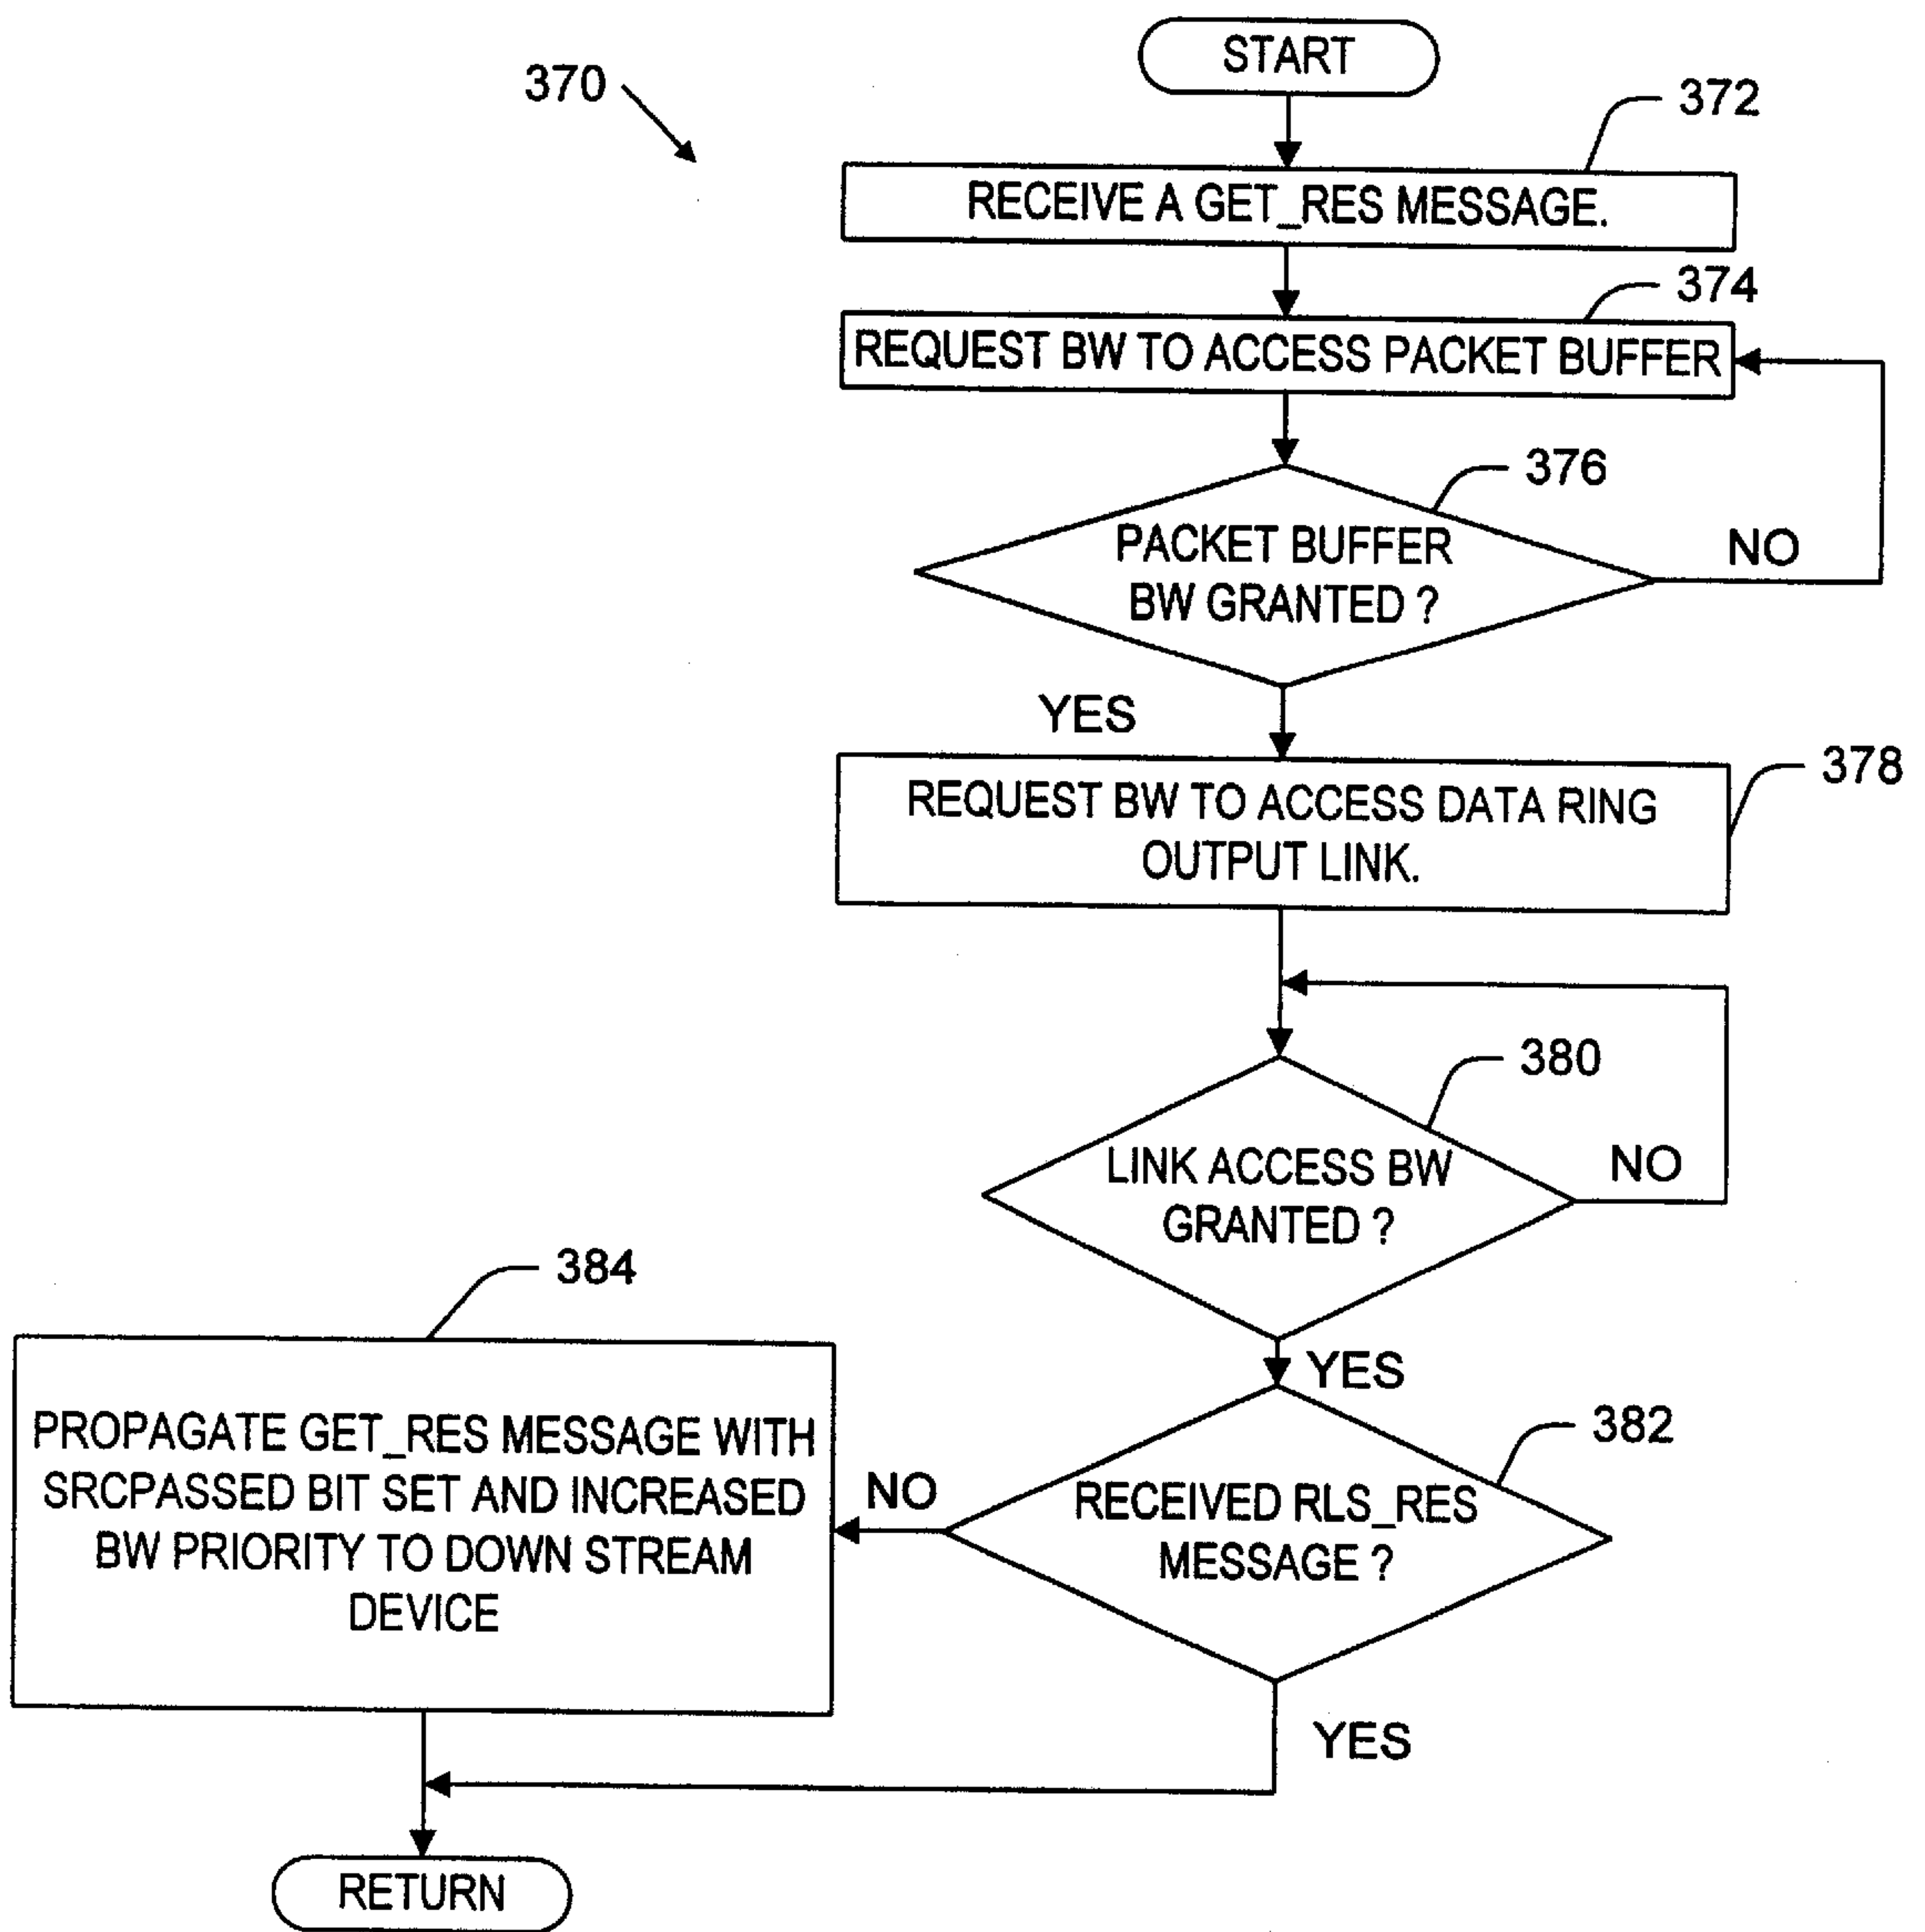 START
370
372
RECEIVE A GET_RES MESSAGE.
374
REQUEST BW TO ACCESS PACKET BUFFER
376
PACKET BUFFER
BW GRANTED ?
NO
YES
378
REQUEST BW TO ACCESS DATA RING
OUTPUT LINK.
380
LINK ACCESS BW
GRANTED ?
NO
YES
384
PROPAGATE GET_RES MESSAGE WITH
SRCPASSED BIT SET AND INCREASED
BW PRIORITY TO DOWN STREAM
DEVICE
NO
382
RECEIVED RLS_RES
MESSAGE ?
YES
RETURN